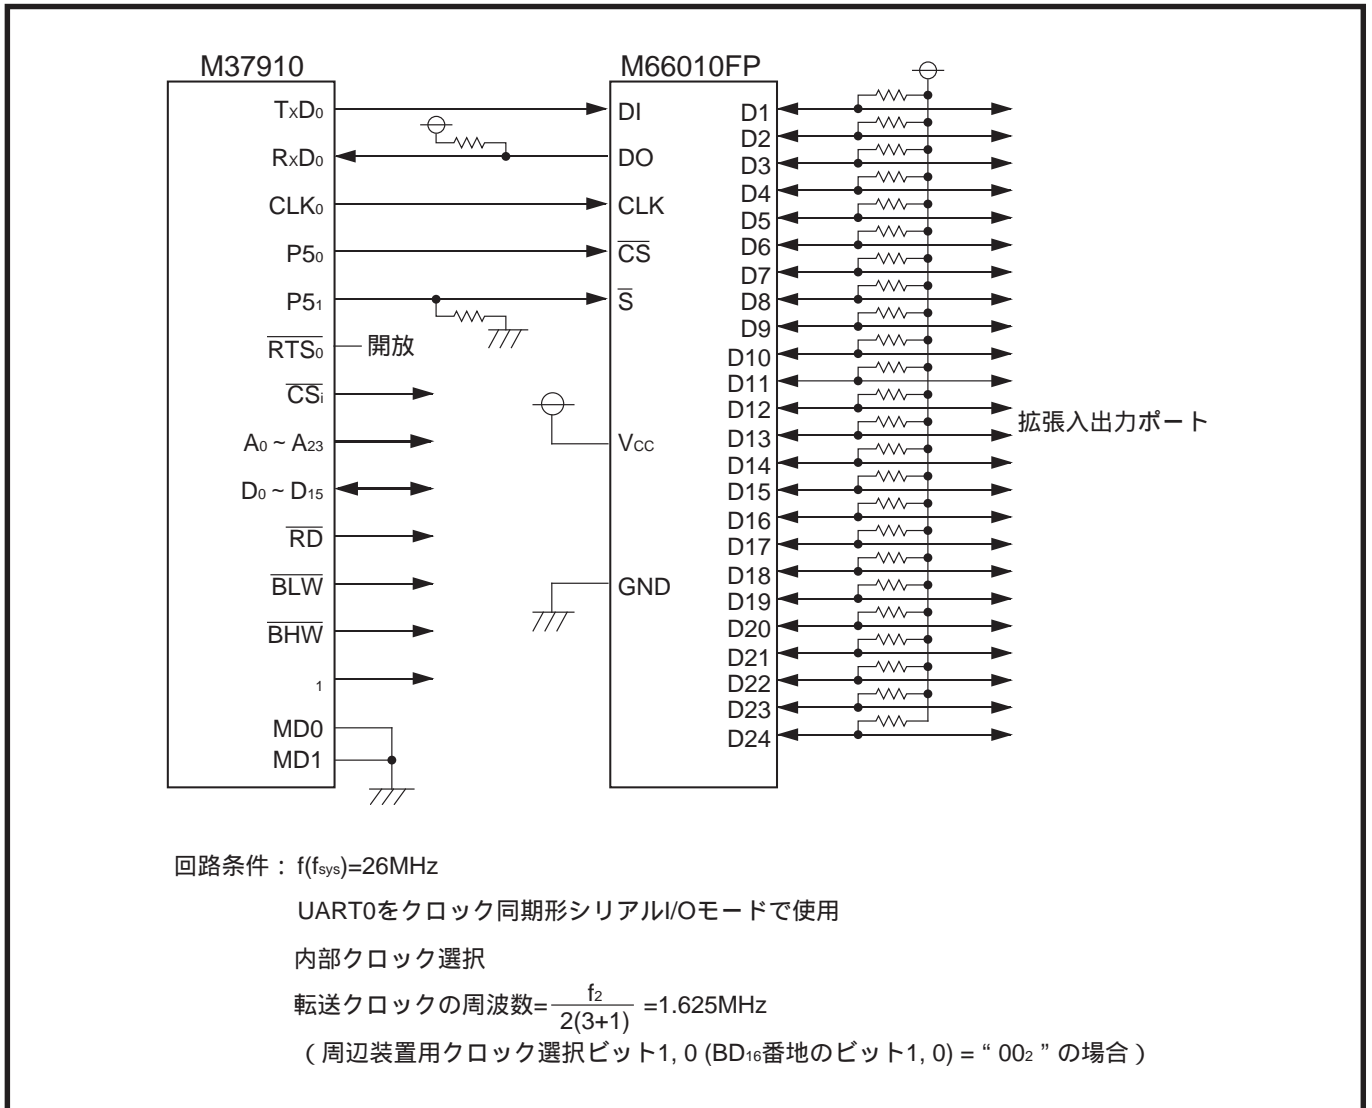 M37910
M66010FP
TxD0
RxD0
CLK0
P50
P51
RTS0
開放
CSi
A0 ~ A23
D0 ~ D15
RD
BLW
BHW
1
MD0
MD1
DI
DO
CLK
CS
S
VCC
GND
D1
D2
D3
D4
D5
D6
D7
D8
D9
D10
D11
D12
D13
D14
D15
D16
D17
D18
D19
D20
D21
D22
D23
D24
拡張入出力ポート
回路条件：f(fsys)=26MHz
UART0をクロック同期形シリアルI/Oモードで使用
内部クロック選択
転送クロックの周波数= f2 / 2(3+1) =1.625MHz
（周辺装置用クロック選択ビット1, 0 (BD16番地のビット1, 0) = “ 002 ” の場合）